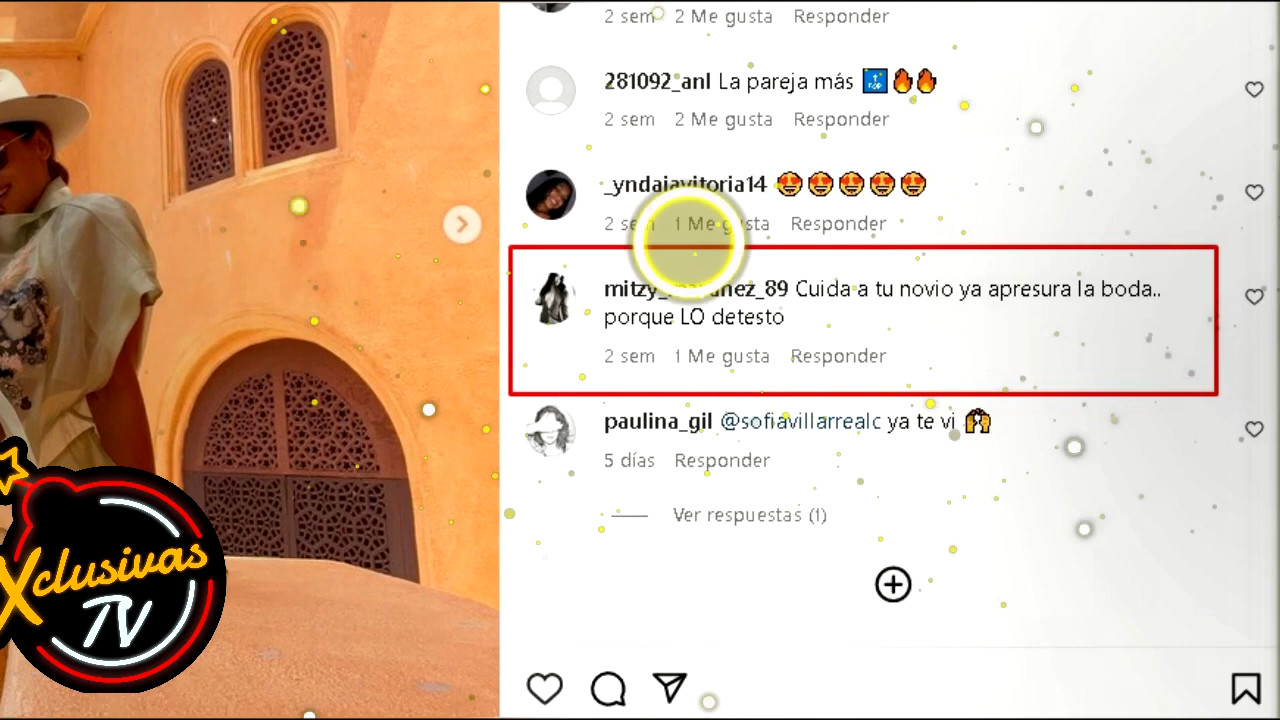 2 sem 2 Me gusta Responder
281092_anl La pareja más 🔝🔥🔥
TOP
2 sem 2 Me gusta Responder
_yndaiavitoria14 😍😍😍😍😍
2 sem 1 Me gusta Responder
Cuida a tu novio ya apresura la boda..
porque LO detesto
2 sem 1 Me gusta Responder
paulina_gil @sofiavillarrealc ya te vi 🙌
5 días Responder
Ver respuestas (1)
Xclusivas
TV